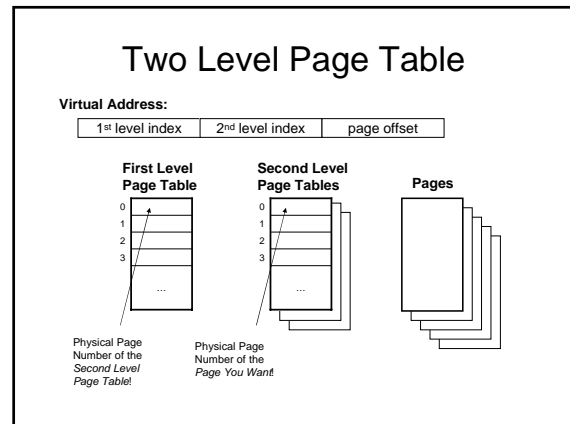 Two Level Page Table
Virtual Address:
1st level index
2nd level index
page offset
First Level
Page Table
0
1
2
3
...
Second Level
Page Tables
0
1
2
3
...
Pages
Physical Page
Number of the
Second Level
Page Table!
Physical Page
Number of the
Page You Want!